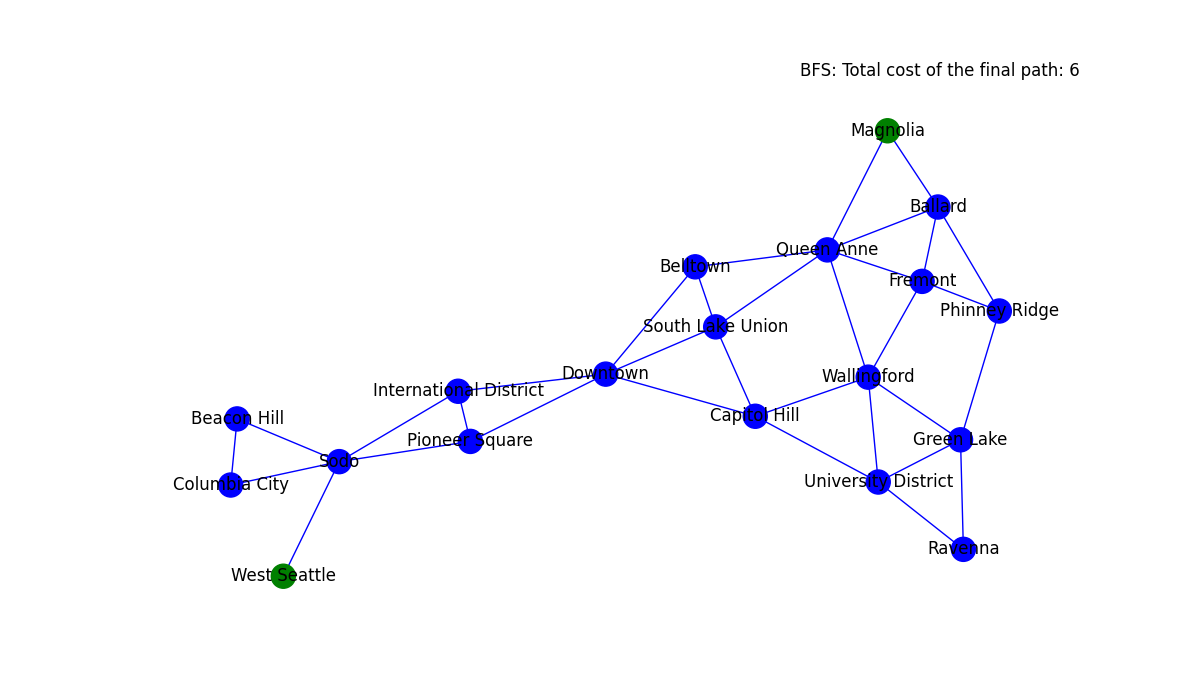 BFS: Total cost of the final path: 6
Magnolia
Ballard
Queen Anne
Belltown
Fremont
Phinney Ridge
South Lake Union
Downtown
Wallingford
International District
Capitol Hill
Beacon Hill
Pioneer Square
Green Lake
Sodo
University District
Columbia City
Ravenna
West Seattle